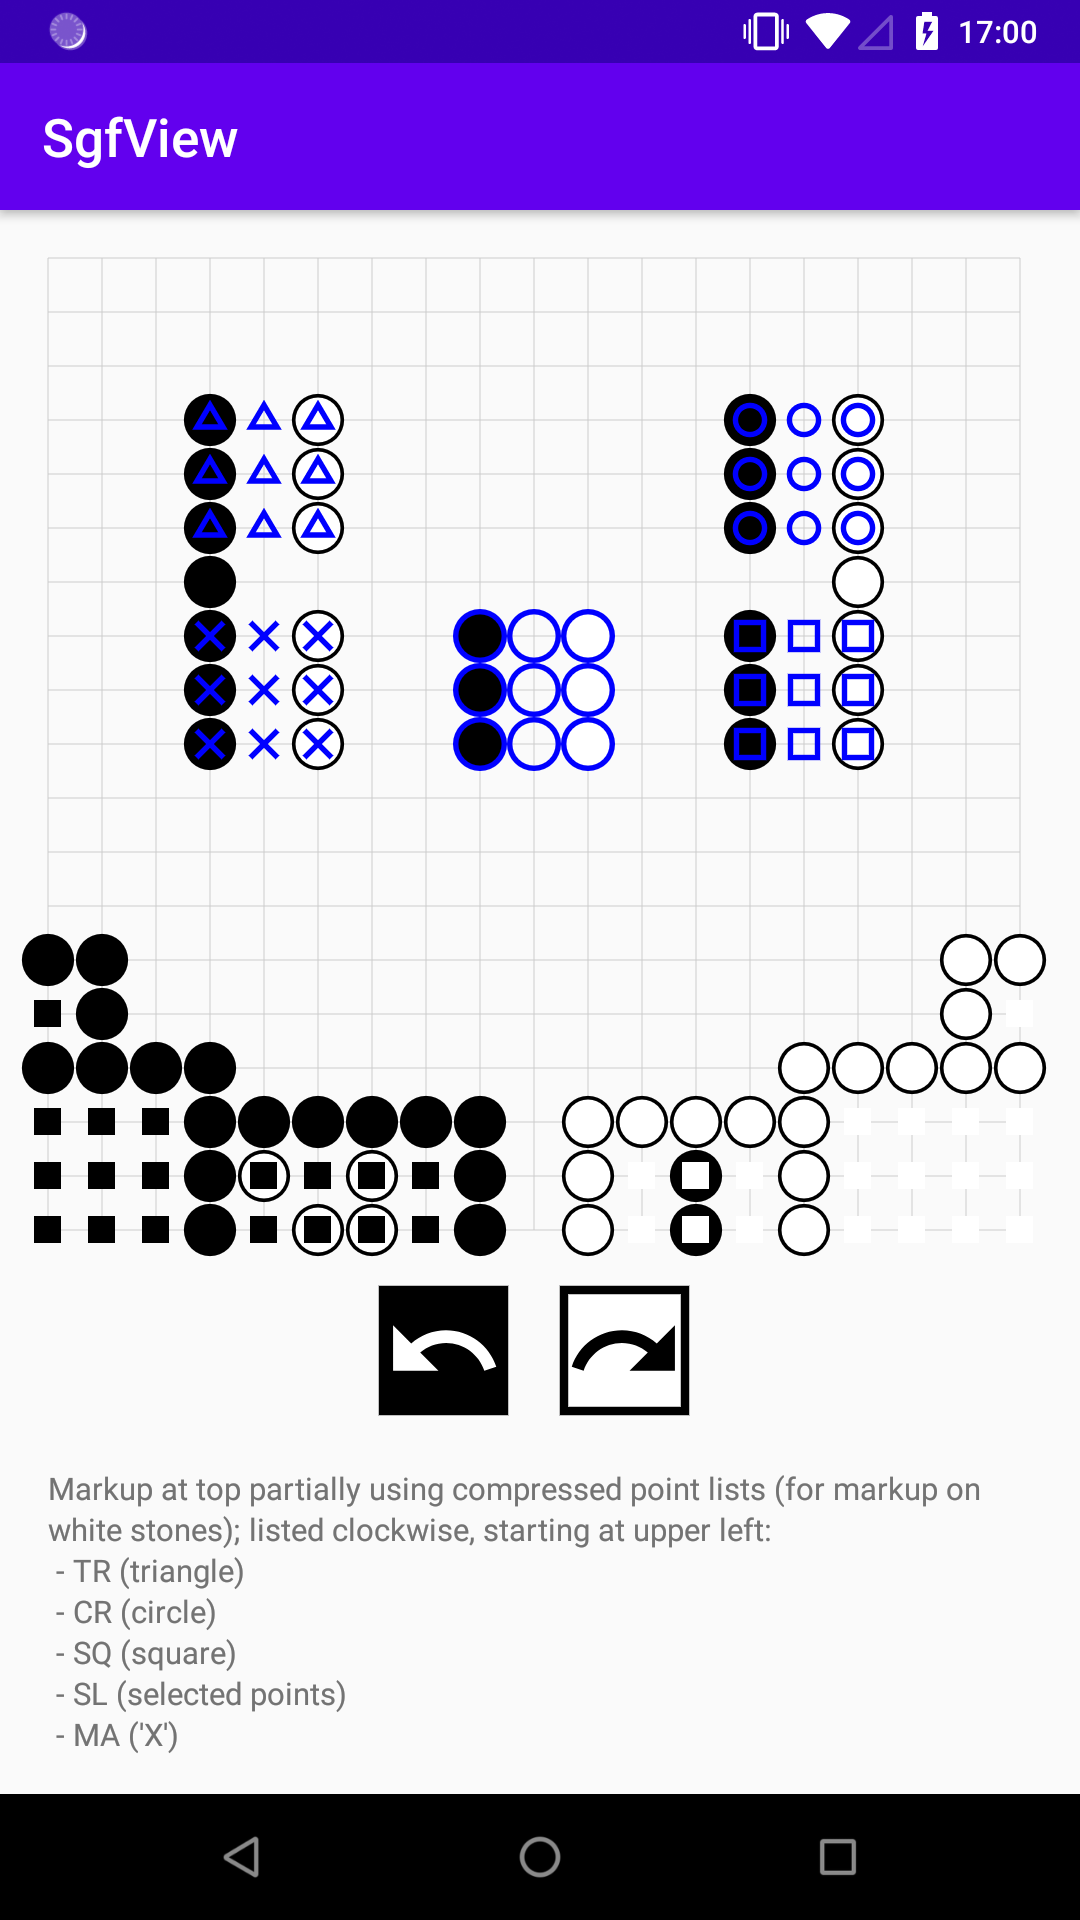 17:00
SgfView
Markup at top partially using compressed point lists (for markup on
white stones); listed clockwise, starting at upper left:
- TR (triangle)
- CR (circle)
- SQ (square)
- SL (selected points)
- MA ('X')